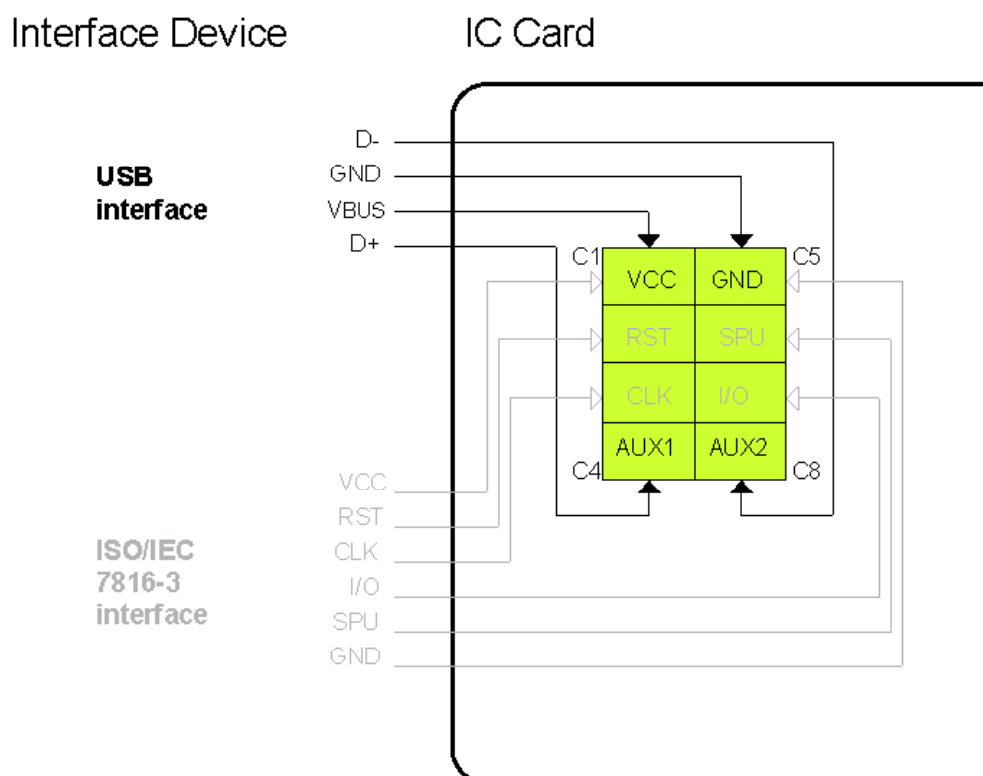 Interface Device
IC Card
D-
GND
VBUS
D+
USB
interface
C1
C5
VCC
GND
RST
SPU
CLK
I/O
AUX1
AUX2
C4
C8
VCC
RST
CLK
I/O
SPU
GND
ISO/IEC
7816-3
interface